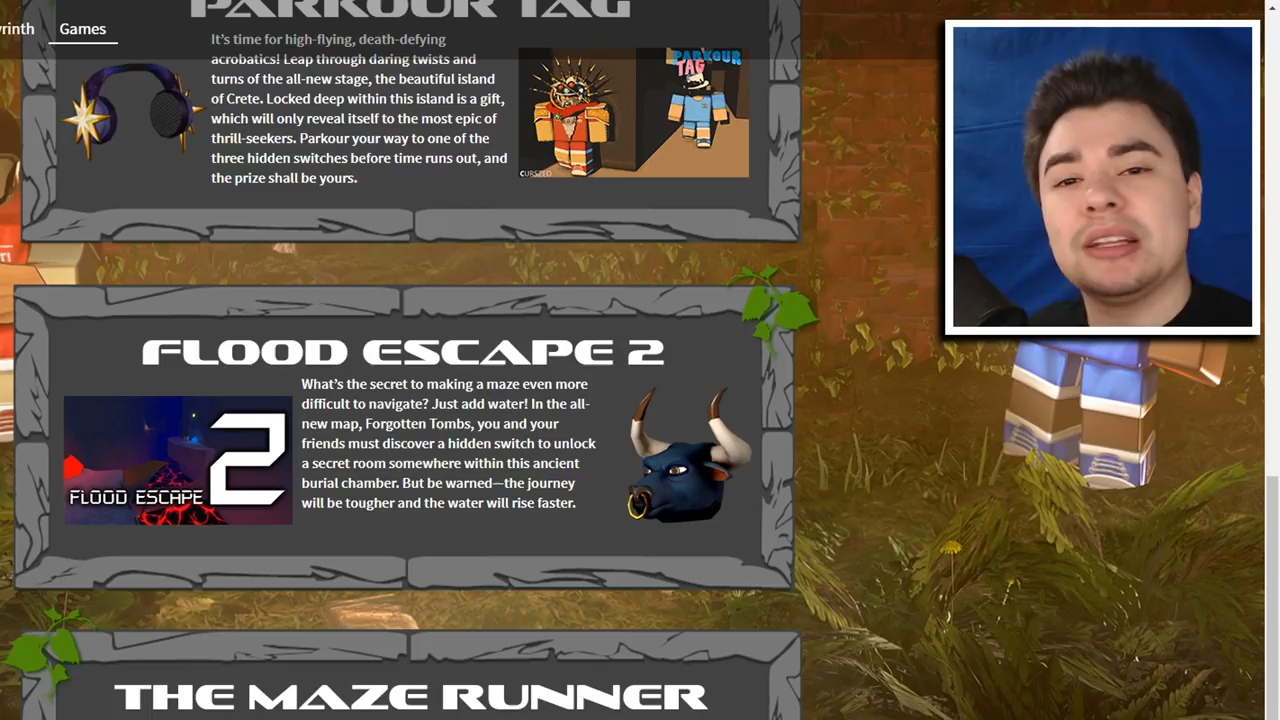 PARKOUR TAG
Games
It's time for high-flying, death-defying
acrobatics! Leap through daring twists and
turns of the all-new stage, the beautiful island
of Crete. Locked deep within this island is a gift,
which will only reveal itself to the most epic of
thrill-seekers. Parkour your way to one of the
three hidden switches before time runs out, and
the prize shall be yours.
PARKOUR
TAG
CURSZED
FLOOD ESCAPE 2
What's the secret to making a maze even more
difficult to navigate? Just add water! In the all-
new map, Forgotten Tombs, you and your
friends must discover a hidden switch to unlock
a secret room somewhere within this ancient
burial chamber. But be warned—the journey
will be tougher and the water will rise faster.
2
FLOOD ESCAPE
THE MAZE RUNNER